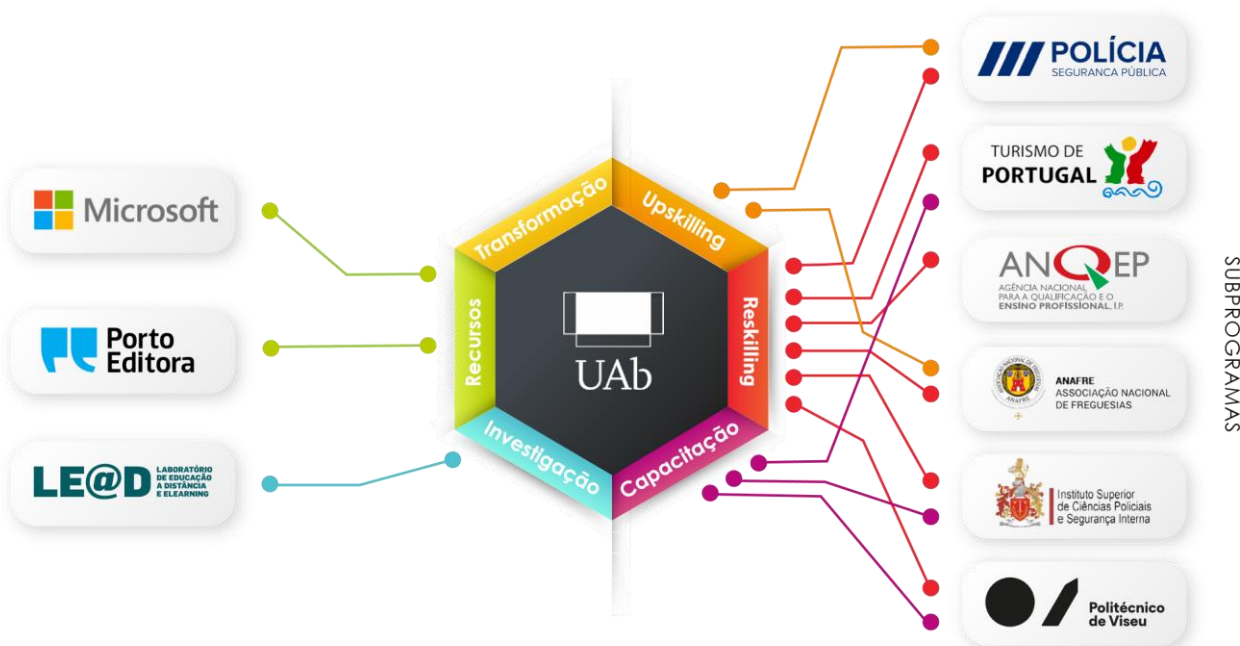 Microsoft
Porto
Editora
LE@D
LABORATÓRIO
DE EDUCAÇÃO
A DISTÂNCIA
E ELEARNING
Transformação
Upskilling
Recursos
UAb
Reskilling
Investigação
Capacitação
POLÍCIA
SEGURANCA PÚBLICA
TURISMO DE
PORTUGAL
ANQEP
AGÊNCIA NACIONAL
PARA A QUALIFICAÇÃO E O
ENSINO PROFISSIONAL, I.P.
ANAFRE
ASSOCIAÇÃO NACIONAL
DE FREGUESIAS
Instituto Superior
de Ciências Policiais
e Segurança Interna
Politécnico
de Viseu
SUBPROGRAMAS